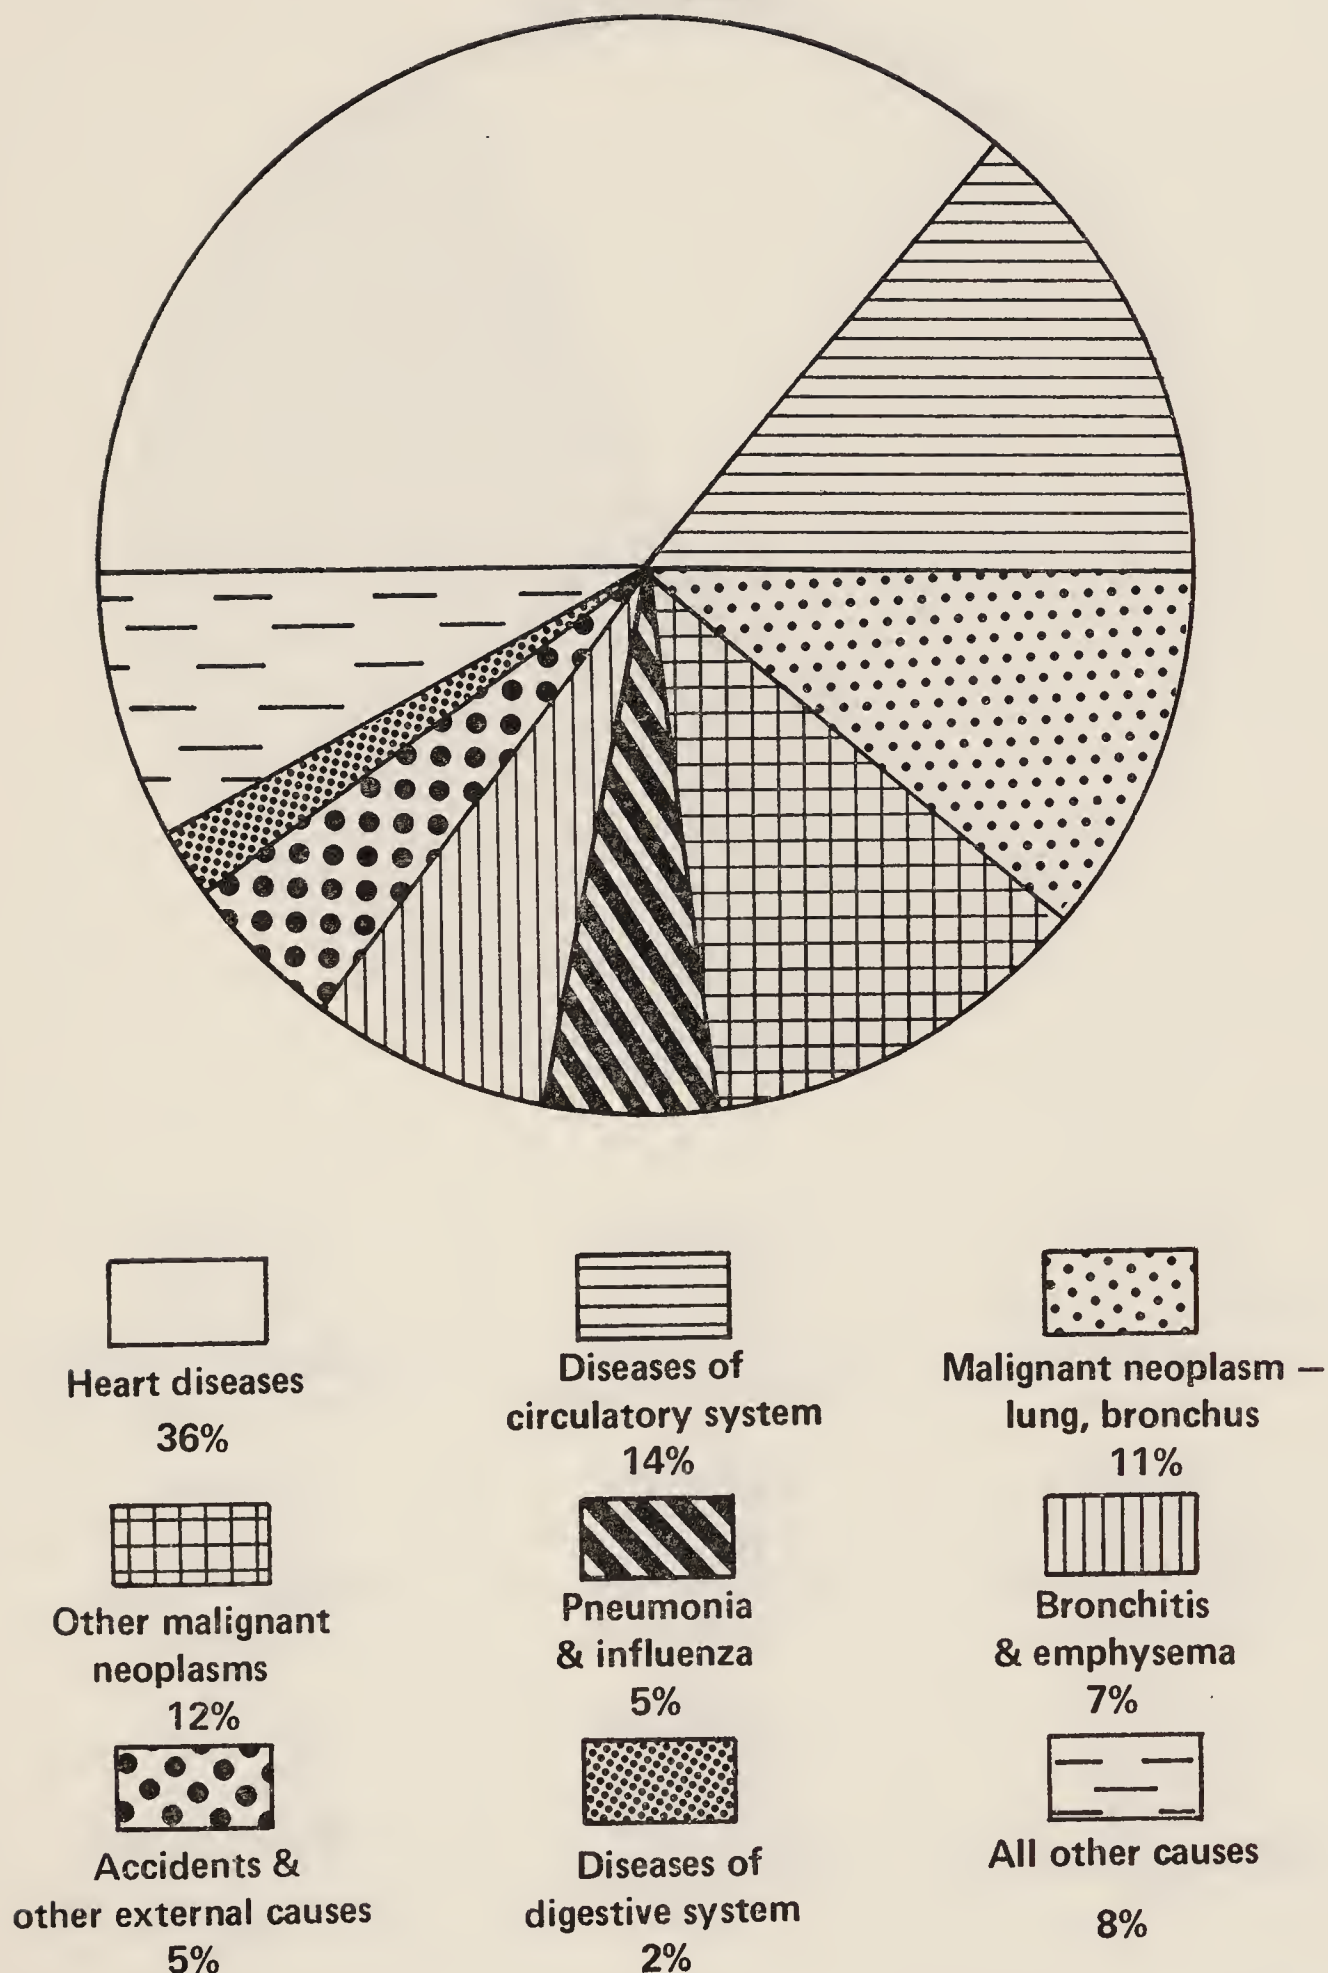 Heart diseases
36%
Diseases of
circulatory system
14%
Malignant neoplasm –
lung, bronchus
11%
Other malignant
neoplasms
12%
Pneumonia
& influenza
5%
Bronchitis
& emphysema
7%
Accidents &
other external causes
5%
Diseases of
digestive system
2%
All other causes
8%